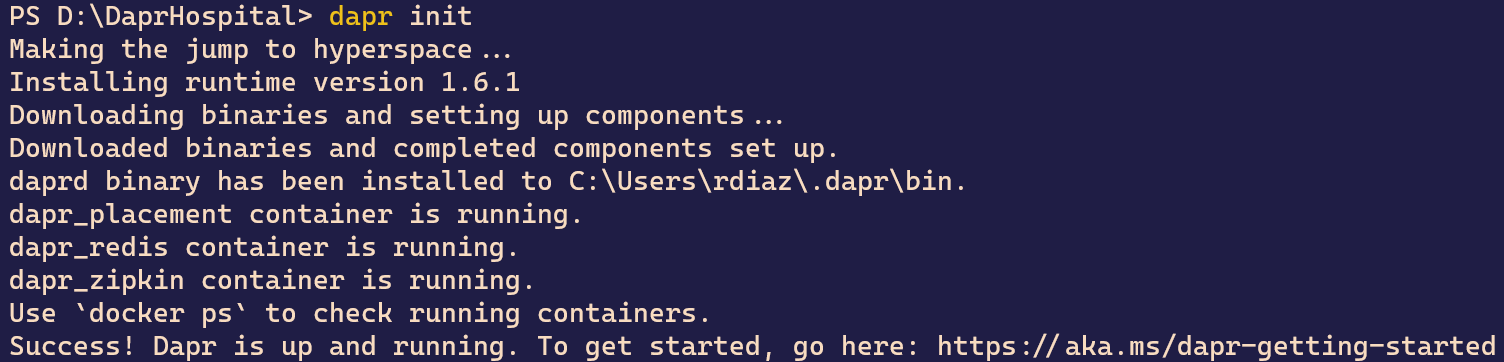 PS D:\DaprHospital> dapr init
Making the jump to hyperspace...
Installing runtime version 1.6.1
Downloading binaries and setting up components...
Downloaded binaries and completed components set up.
daprd binary has been installed to C:\Users\rdiaz\.dapr\bin.
dapr_placement container is running.
dapr_redis container is running.
dapr_zipkin container is running.
Use `docker ps` to check running containers.
Success! Dapr is up and running. To get started, go here: https://aka.ms/dapr-getting-started